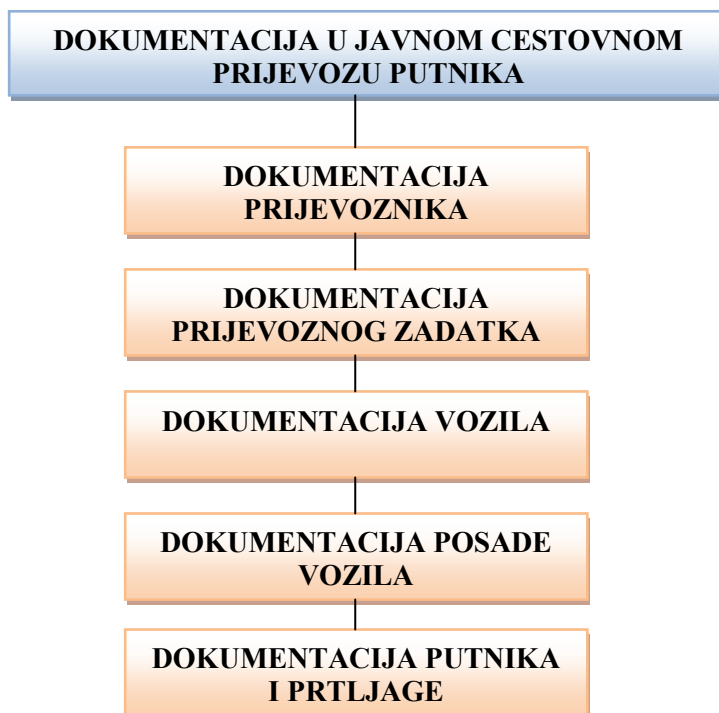 DOKUMENTACIJA U JAVNOM CESTOVNOM
PRIJEVOZU PUTNIKA
DOKUMENTACIJA
PRIJEVOZNIKA
DOKUMENTACIJA
PRIJEVOZNOG ZADATKA
DOKUMENTACIJA VOZILA
DOKUMENTACIJA POSADE
VOZILA
DOKUMENTACIJA PUTNIKA
I PRTLJAGE